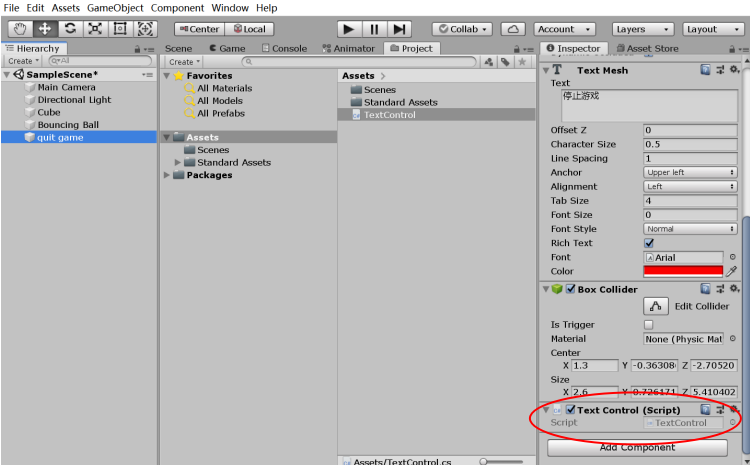 File Edit Assets GameObject Component Window Help
Center Local Collab Account Layers Layout
Hierarchy
Create All
SampleScene*
Main Camera
Directional Light
Cube
Bouncing Ball
quit game
Scene Game Console Animator Project
Create
Favorites
All Materials
All Models
All Prefabs
Assets
Scenes
Standard Assets
Packages
Assets
Scenes
Standard Assets
TextControl
Assets/TextControl.cs
Inspector Asset Store
Text Mesh
Text
停止游戏
Offset Z 0
Character Size 0.5
Line Spacing 1
Anchor Upper left
Alignment Left
Tab Size 4
Font Size 0
Font Style Normal
Rich Text
Font Arial
Color
Box Collider
Edit Collider
Is Trigger
Material None (Physic Mat
Center
X 1.3 Y -0.36308 Z -2.70520
Size
X 2.6 Y 0.726171 Z 5.410402
Text Control (Script)
Script TextControl
Add Component